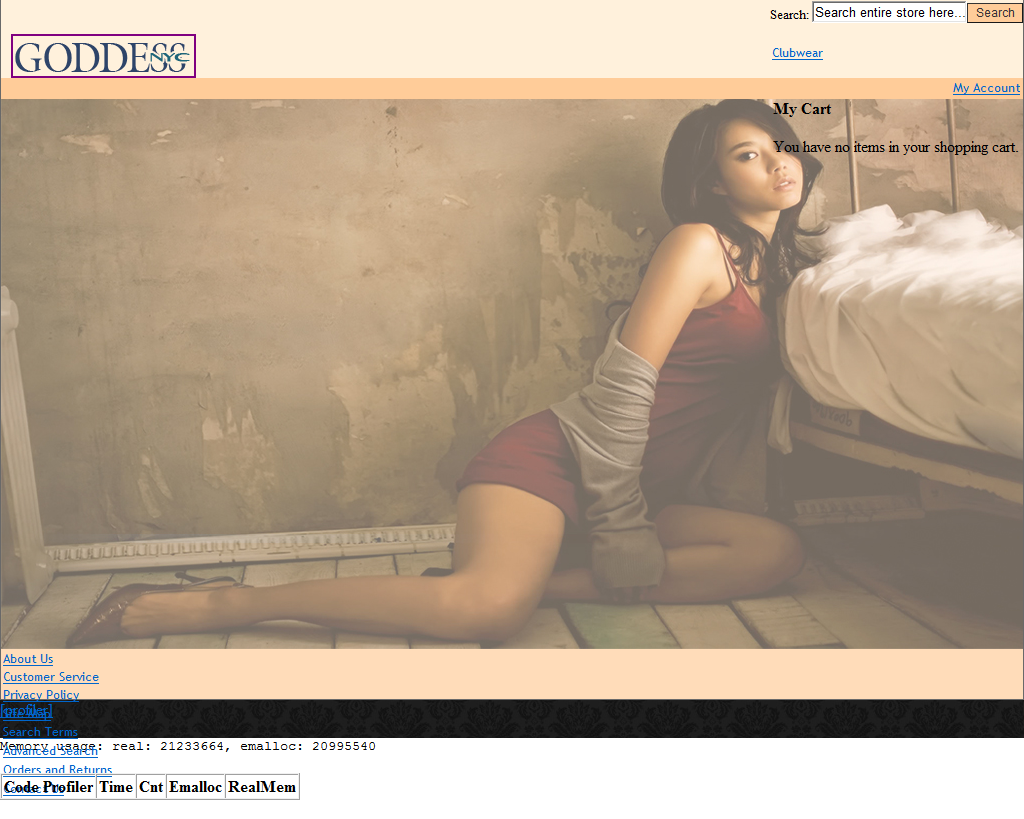 Search: Search entire store here... Search
GODDESS NYC
Clubwear
My Account
My Cart
You have no items in your shopping cart.
About Us
Customer Service
Privacy Policy
[profiler]
Site Map
Search Terms
Memory usage: real: 21233664, emalloc: 20995540
Advanced Search
Orders and Returns
Code Profiler Time Cnt Emalloc RealMem
Contact Us